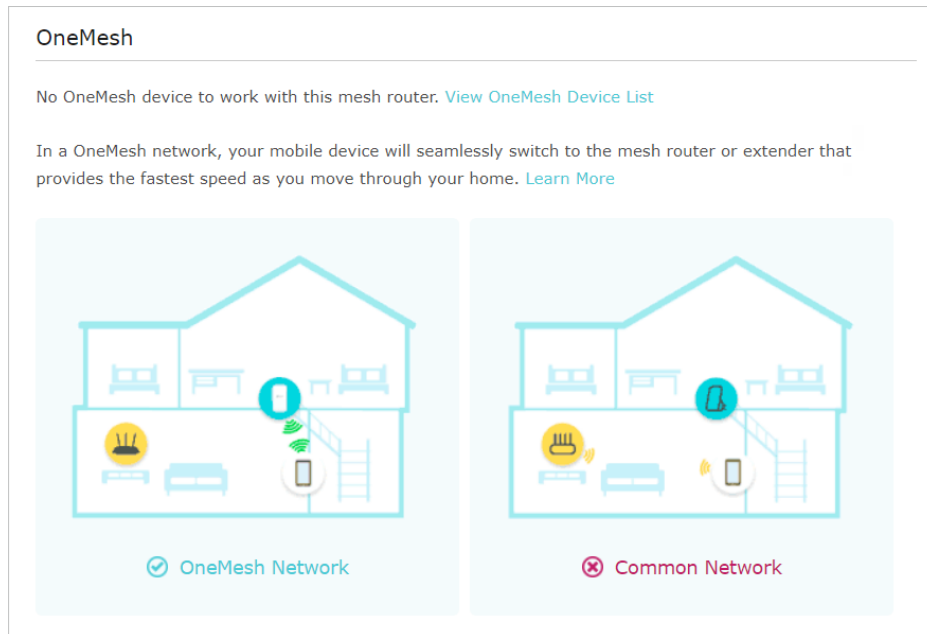 OneMesh
No OneMesh device to work with this mesh router. View OneMesh Device List
In a OneMesh network, your mobile device will seamlessly switch to the mesh router or extender that
provides the fastest speed as you move through your home. Learn More
OneMesh Network
Common Network